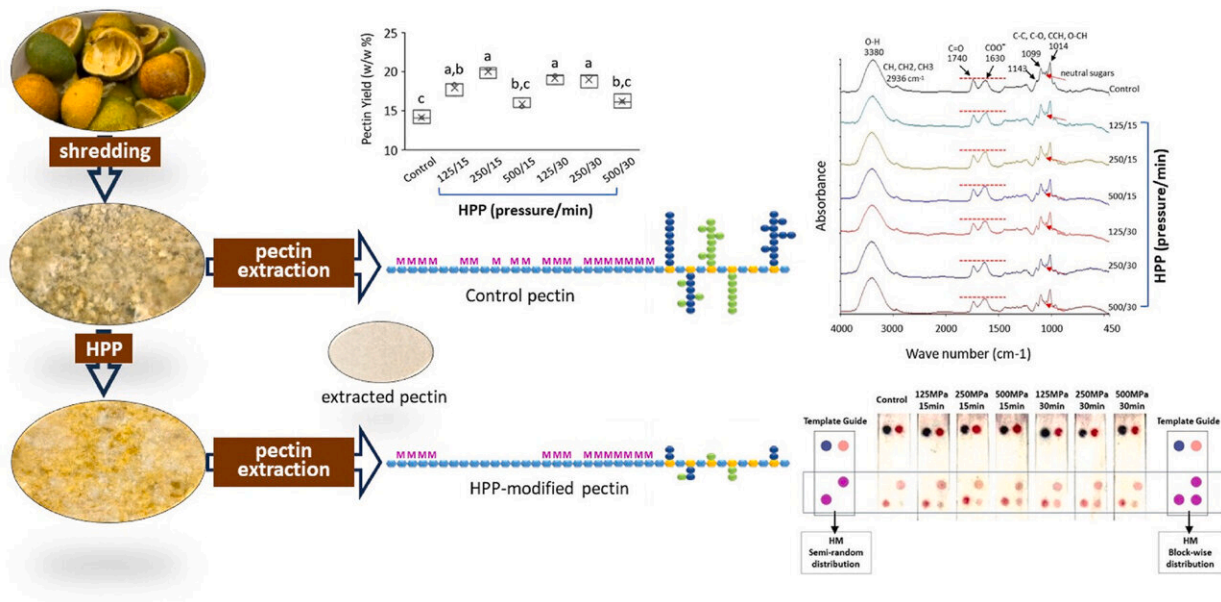 shredding
pectin
extraction
HPP
pectin
extraction
Pectin Yield (w/w %)
25
20
15
10
c
a,b
a
b,c
a
a
b,c
Control
125/15
250/15
500/15
125/30
250/30
500/30
HPP (pressure/min)
MMMM MM M MM MMM MMMMMMMMM
Control pectin
extracted pectin
MMMM MMM MMMMMMMM
HPP-modified pectin
O-H
3380
CH, CH2, CH3
2936 cm-1
C=O
1740
COO-
1630
C-C, C-O, CCH, O-CH
1099
1014
1143
neutral sugars
Control
125/15
250/15
500/15
125/30
250/30
500/30
HPP (pressure/min)
Absorbance
4000 3000 2000 1000 450
Wave number (cm-1)
Control
125MPa
15min
250MPa
15min
500MPa
15min
125MPa
30min
250MPa
30min
500MPa
30min
Template Guide
Template Guide
HM
Semi-random
distribution
HM
Block-wise
distribution